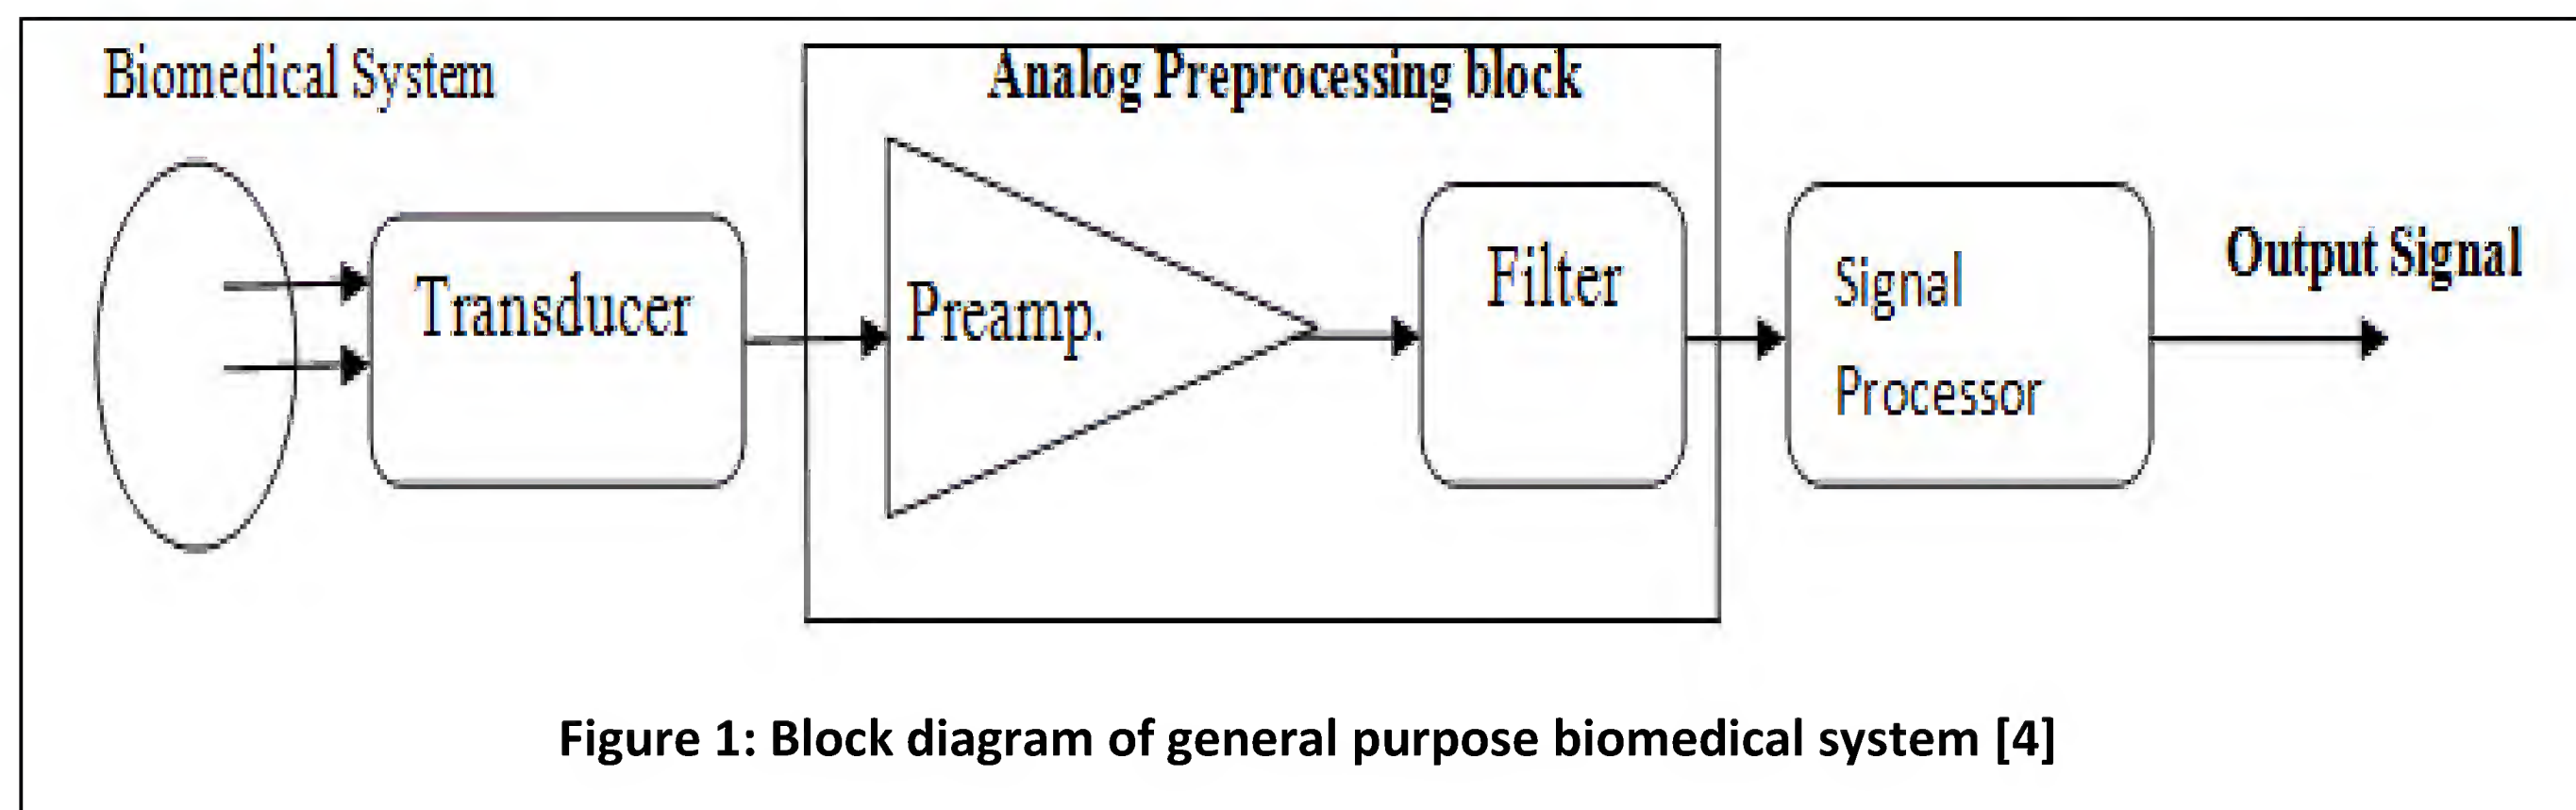 Biomedical System
Analog Preprocessing block
Transducer
Preamp.
Filter
Signal
Processor
Output Signal
Figure 1: Block diagram of general purpose biomedical system [4]